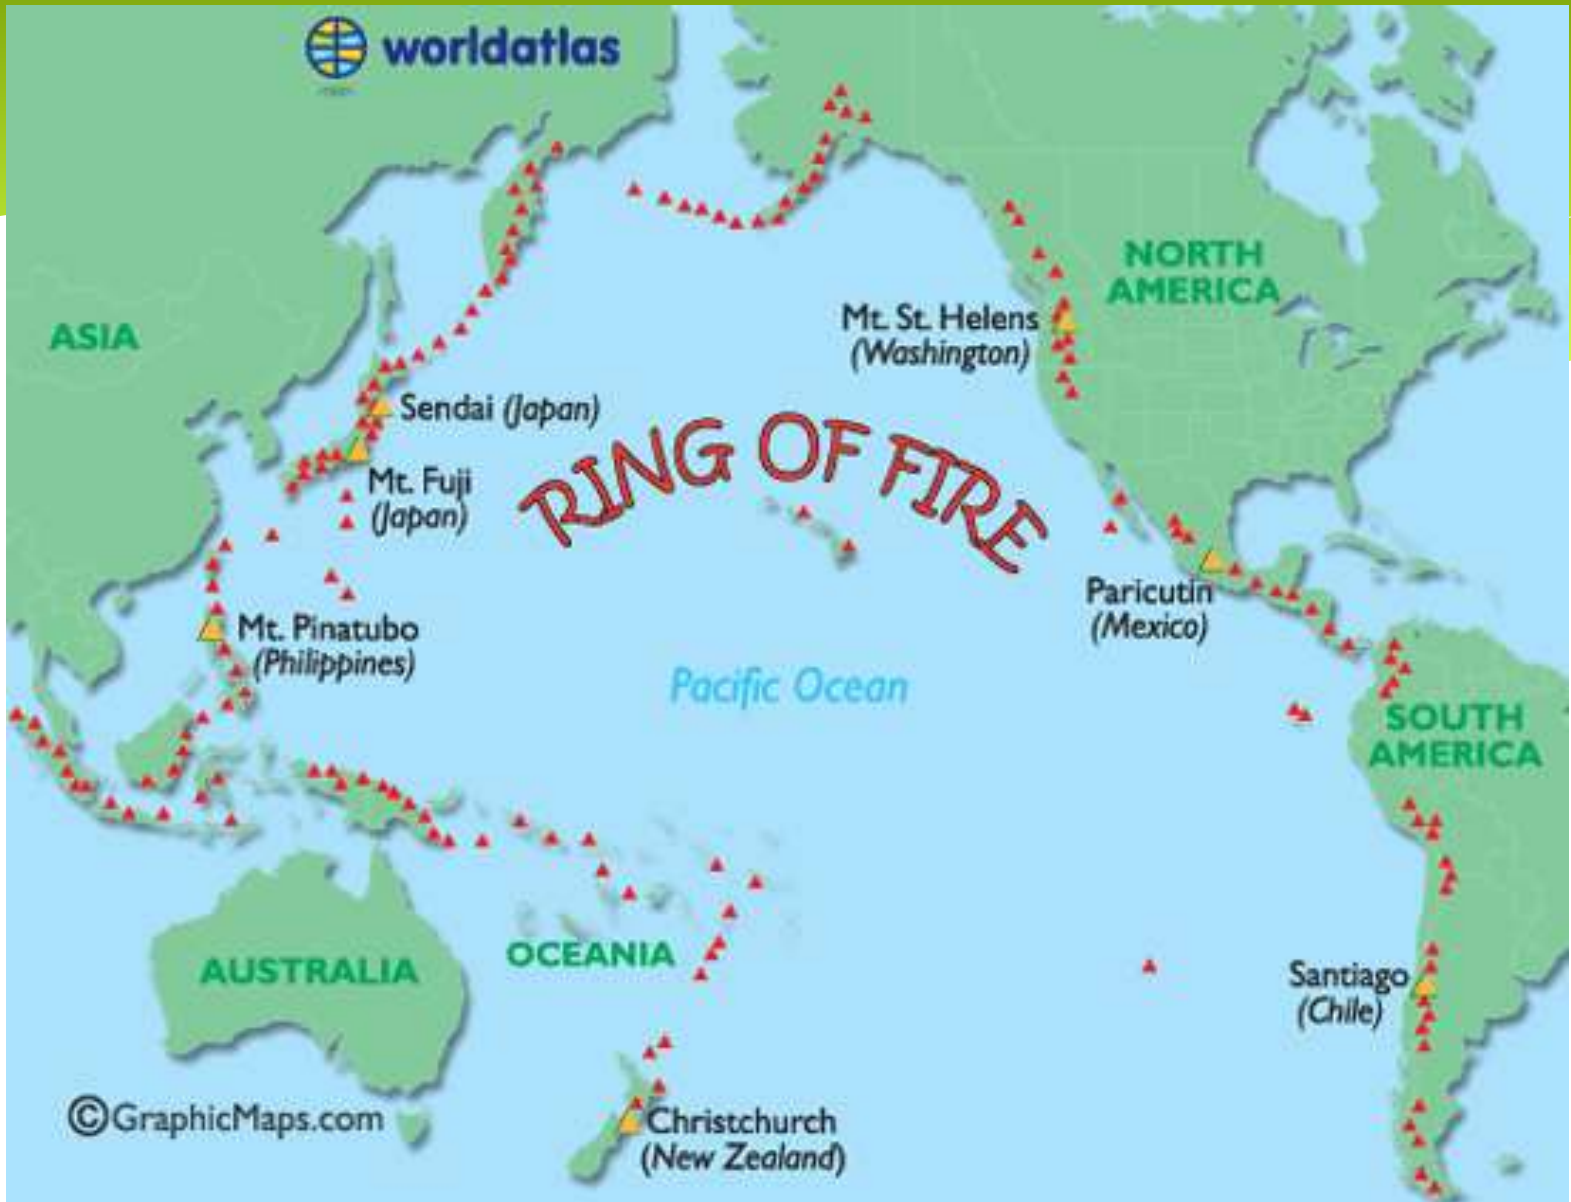 worldatlas
NORTH
AMERICA
ASIA
Mt. St. Helens
(Washington)
Sendai (Japan)
RING OF FIRE
Mt. Fuji
(Japan)
Paricutin
(Mexico)
Mt. Pinatubo
(Philippines)
Pacific Ocean
SOUTH
AMERICA
OCEANIA
AUSTRALIA
Santiago
(Chile)
©GraphicMaps.com
Christchurch
(New Zealand)